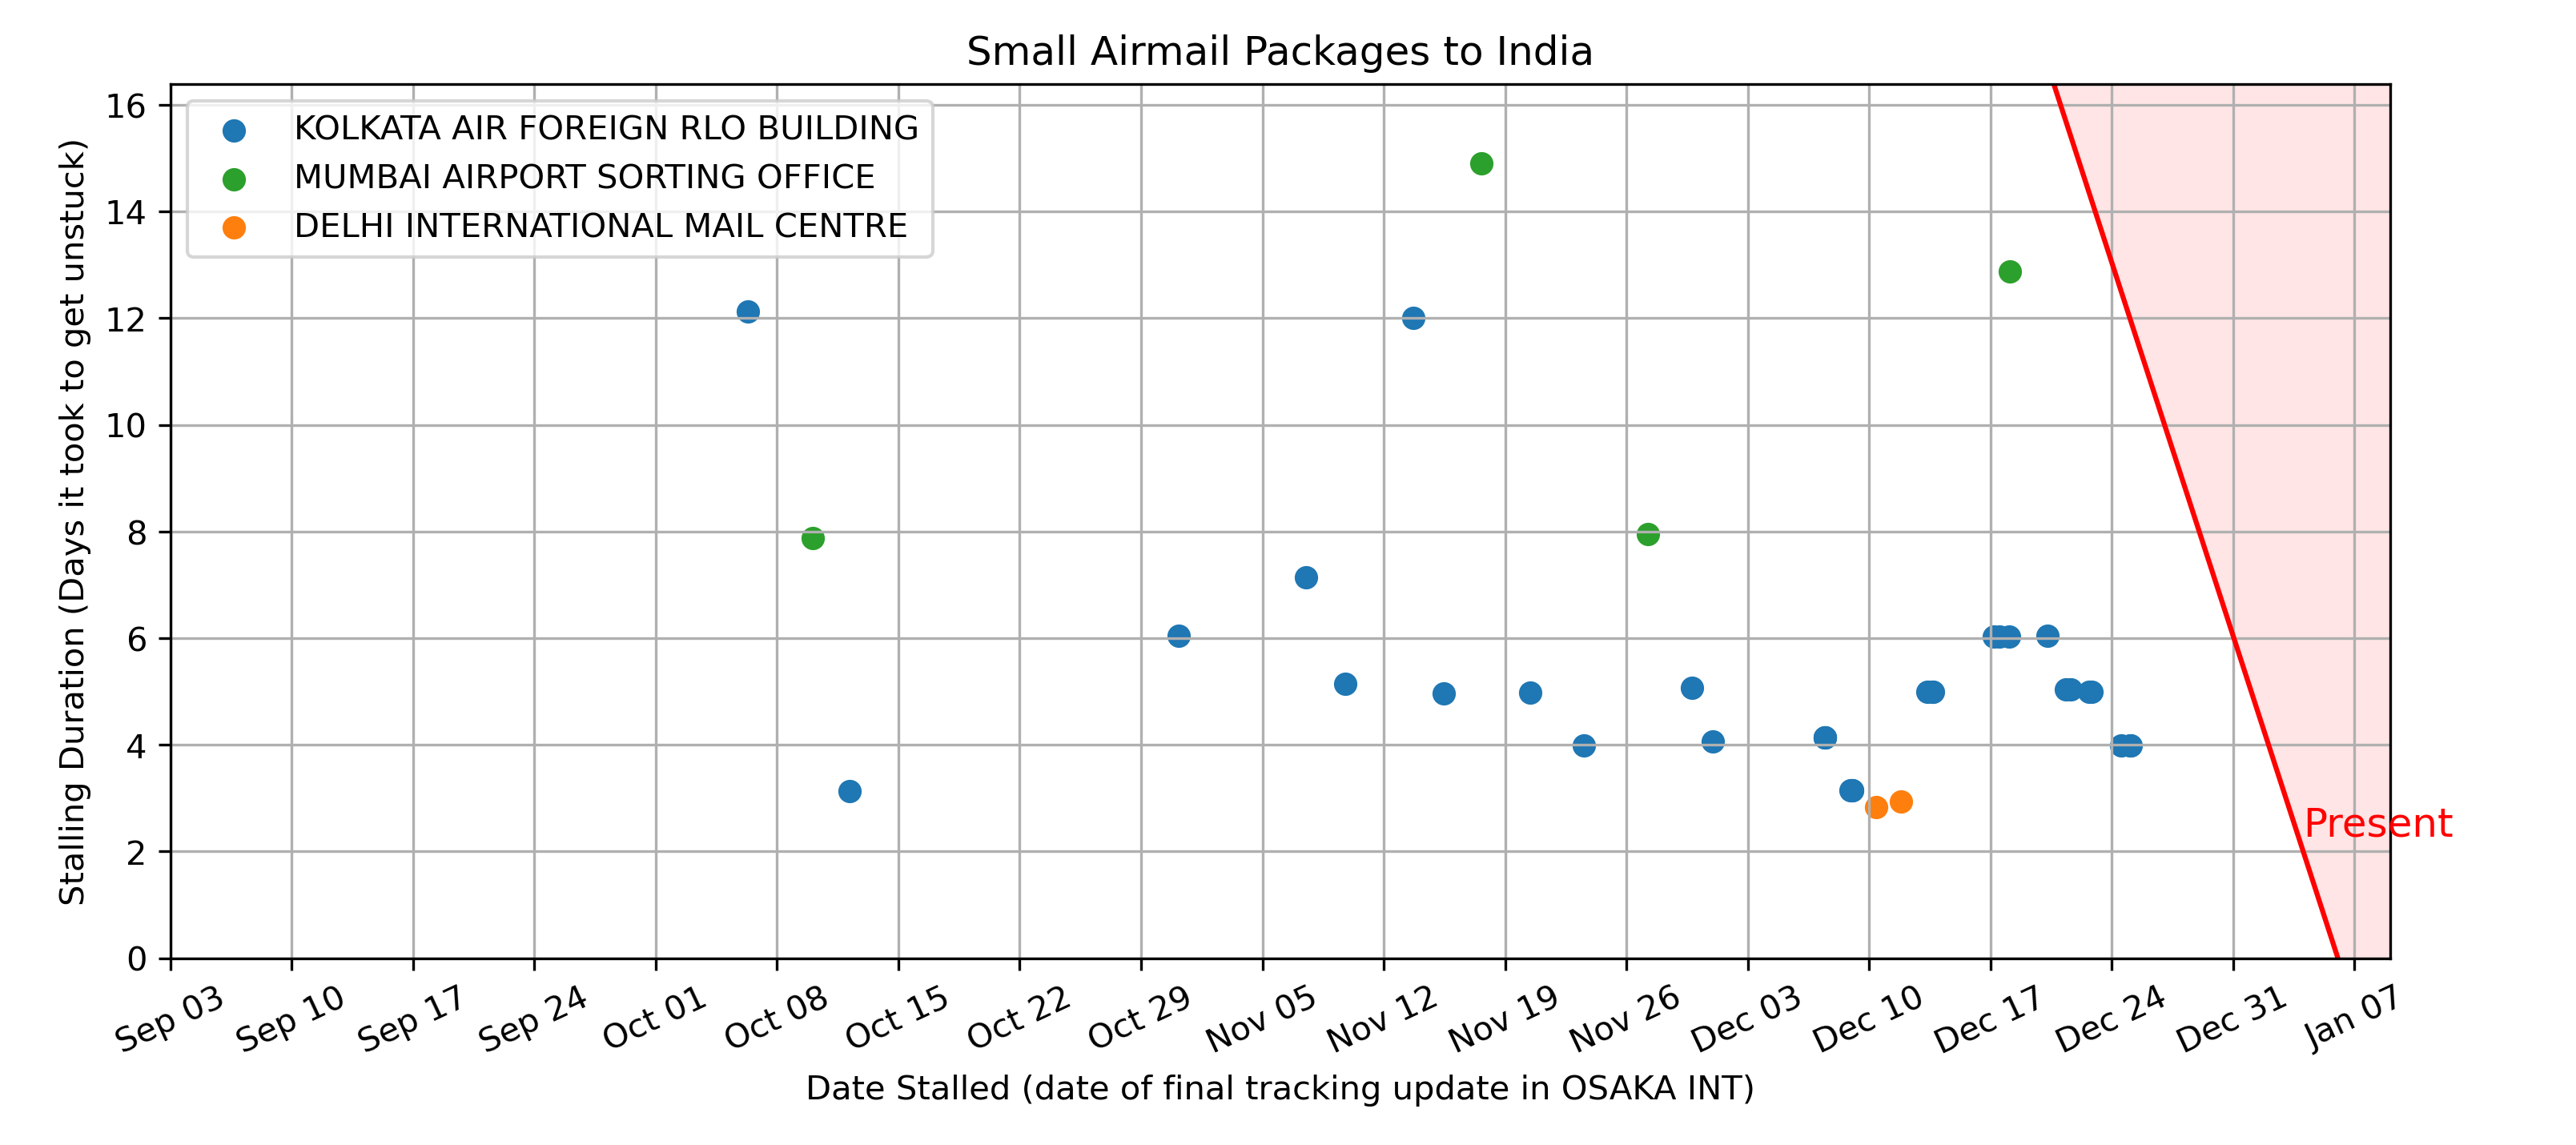 Small Airmail Packages to India
KOLKATA AIR FOREIGN RLO BUILDING
MUMBAI AIRPORT SORTING OFFICE
DELHI INTERNATIONAL MAIL CENTRE
Stalling Duration (Days it took to get unstuck)
16
14
12
10
8
6
4
2
0
Present
Sep 03 Sep 10 Sep 17 Sep 24 Oct 01 Oct 08 Oct 15 Oct 22 Oct 29 Nov 05 Nov 12 Nov 19 Nov 26 Dec 03 Dec 10 Dec 17 Dec 24 Dec 31 Jan 07
Date Stalled (date of final tracking update in OSAKA INT)